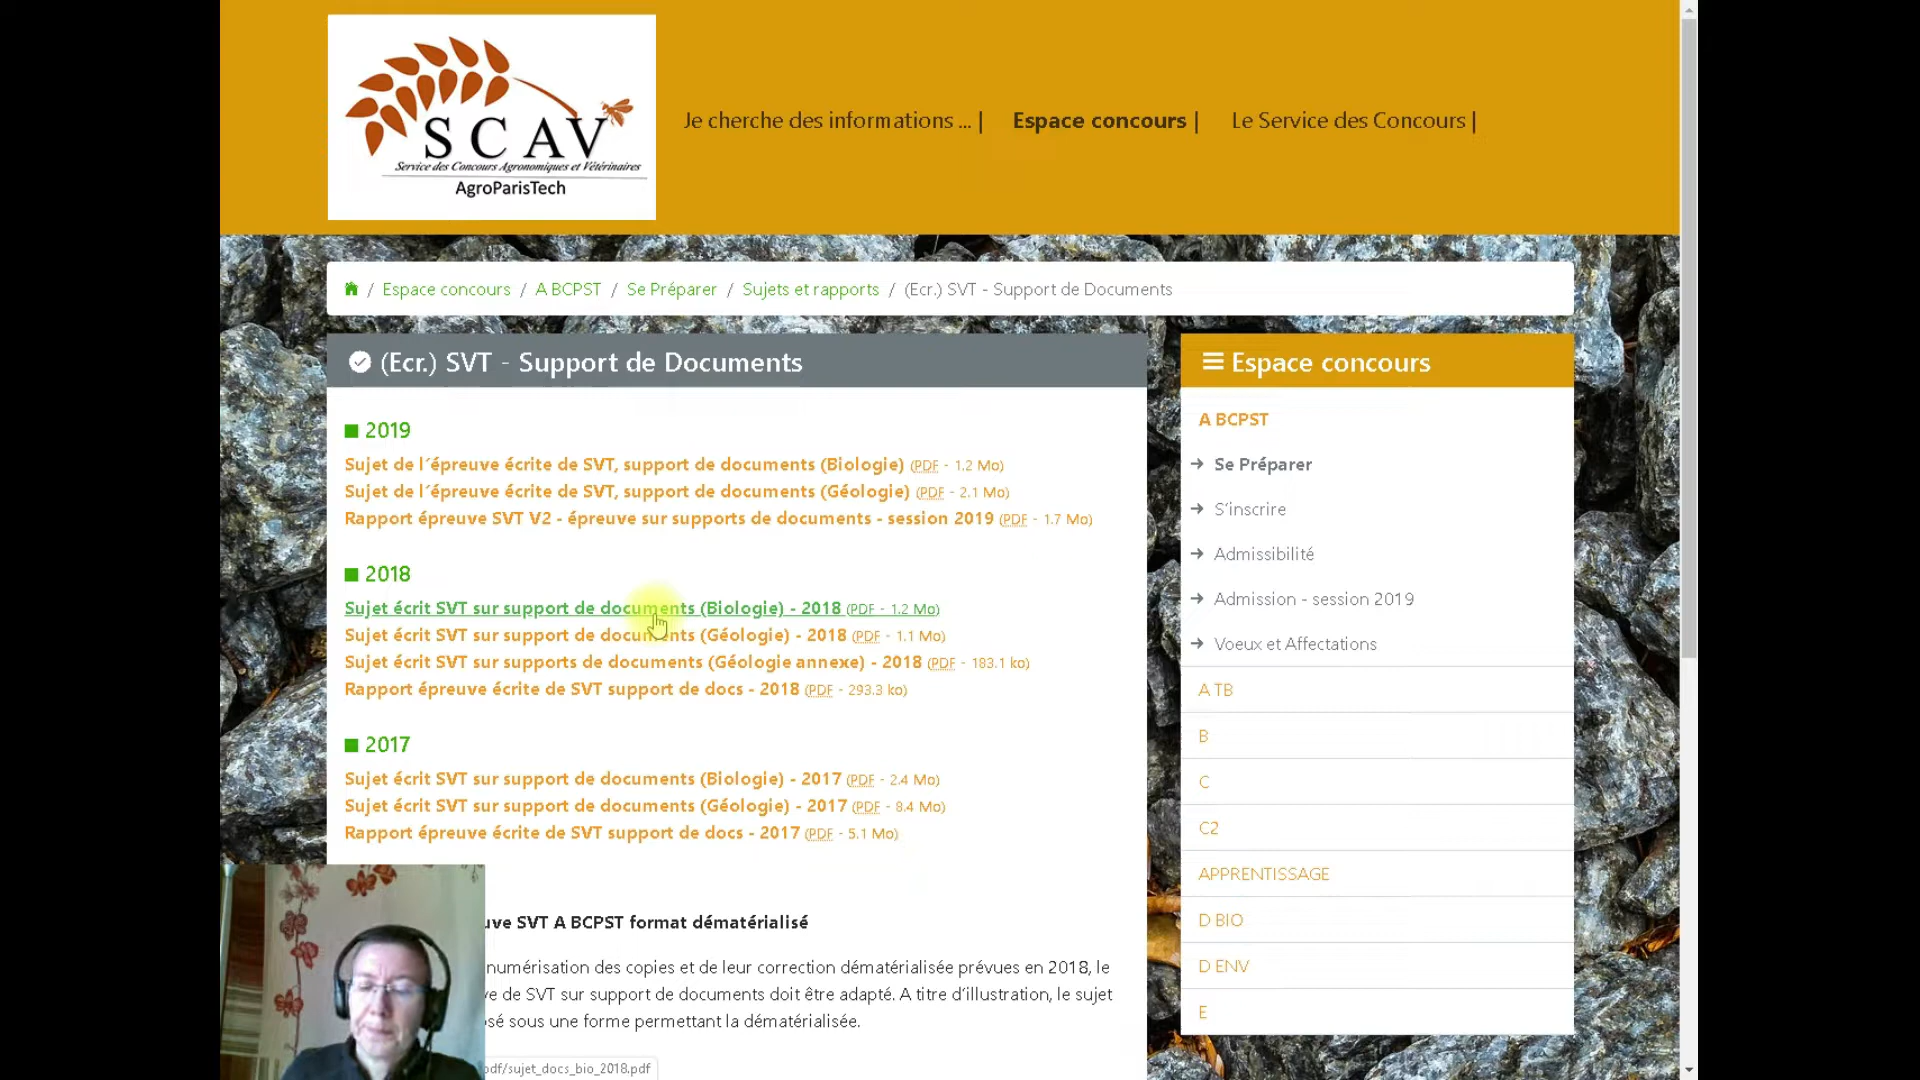 SCAV
Service des Concours Agronomiques et Vétérinaires
AgroParisTech
Je cherche des informations ... | Espace concours | Le Service des Concours |
/ Espace concours / A BCPST / Se Préparer / Sujets et rapports / (Ecr.) SVT - Support de Documents
(Ecr.) SVT - Support de Documents
2019
Sujet de l´épreuve écrite de SVT, support de documents (Biologie) (PDF - 1.2 Mo)
Sujet de l´épreuve écrite de SVT, support de documents (Géologie) (PDF - 2.1 Mo)
Rapport épreuve SVT V2 - épreuve sur supports de documents - session 2019 (PDF - 1.7 Mo)
2018
Sujet écrit SVT sur support de documents (Biologie) - 2018 (PDF - 1.2 Mo)
Sujet écrit SVT sur support de documents (Géologie) - 2018 (PDF - 1.1 Mo)
Sujet écrit SVT sur supports de documents (Géologie annexe) - 2018 (PDF - 183.1 ko)
Rapport épreuve écrite de SVT support de docs - 2018 (PDF - 293.3 ko)
2017
Sujet écrit SVT sur support de documents (Biologie) - 2017 (PDF - 2.4 Mo)
Sujet écrit SVT sur support de documents (Géologie) - 2017 (PDF - 8.4 Mo)
Rapport épreuve écrite de SVT support de docs - 2017 (PDF - 5.1 Mo)
uve SVT A BCPST format dématérialisé
numérisation des copies et de leur correction dématérialisée prévues en 2018, le
ve de SVT sur support de documents doit être adapté. A titre d'illustration, le sujet
osé sous une forme permettant la dématérialisée.
pdf/sujet_docs_bio_2018.pdf
Espace concours
A BCPST
Se Préparer
S'inscrire
Admissibilité
Admission - session 2019
Voeux et Affectations
A TB
B
C
C2
APPRENTISSAGE
D BIO
D ENV
E